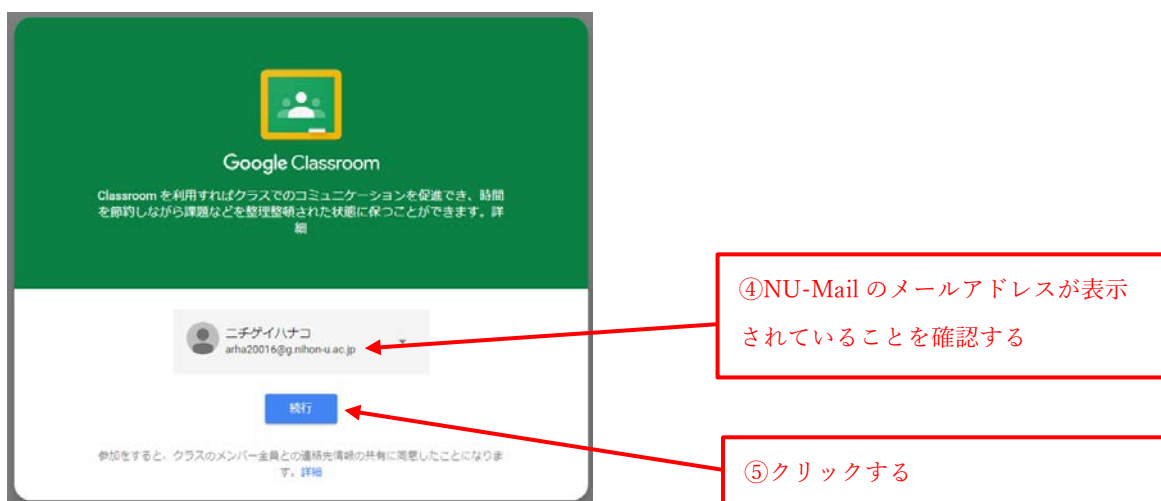 Google Classroom
Classroom を利用すればクラスでのコミュニケーションを促進でき、時間
を節約しながら課題などを整理整頓された状態に保つことができます。詳
細
ニチゲイハナコ
arha20016@g.nihon-u.ac.jp
④NU-Mail のメールアドレスが表示
されていることを確認する
続行
参加をすると、クラスのメンバー全員との連絡先情報の共有に同意したことになりま
す。詳細
⑤クリックする